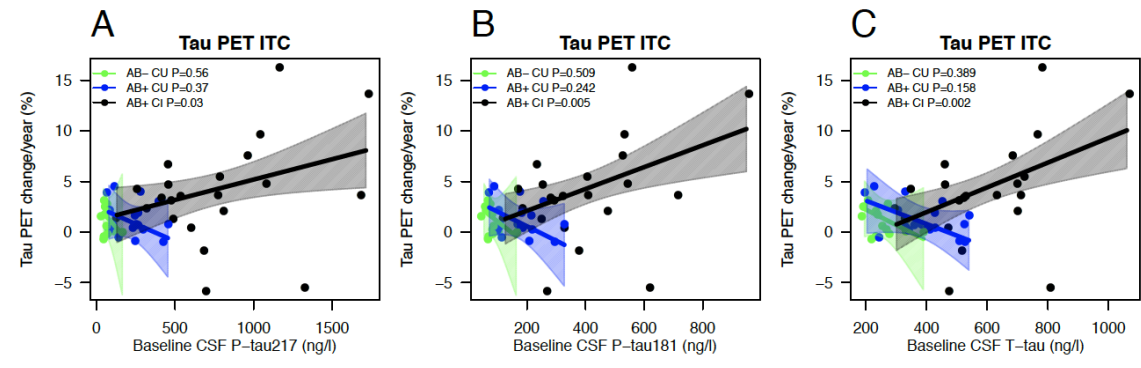 A
Tau PET ITC
AB− CU P=0.56
AB+ CU P=0.37
AB+ CI P=0.03
Tau PET change/year (%)
15
10
5
0
−5
0 500 1000 1500
Baseline CSF P−tau217 (ng/l)
B
Tau PET ITC
AB− CU P=0.509
AB+ CU P=0.242
AB+ CI P=0.005
Tau PET change/year (%)
15
10
5
0
−5
200 400 600 800
Baseline CSF P−tau181 (ng/l)
C
Tau PET ITC
AB− CU P=0.389
AB+ CU P=0.158
AB+ CI P=0.002
Tau PET change/year (%)
15
10
5
0
−5
200 400 600 800 1000
Baseline CSF T−tau (ng/l)